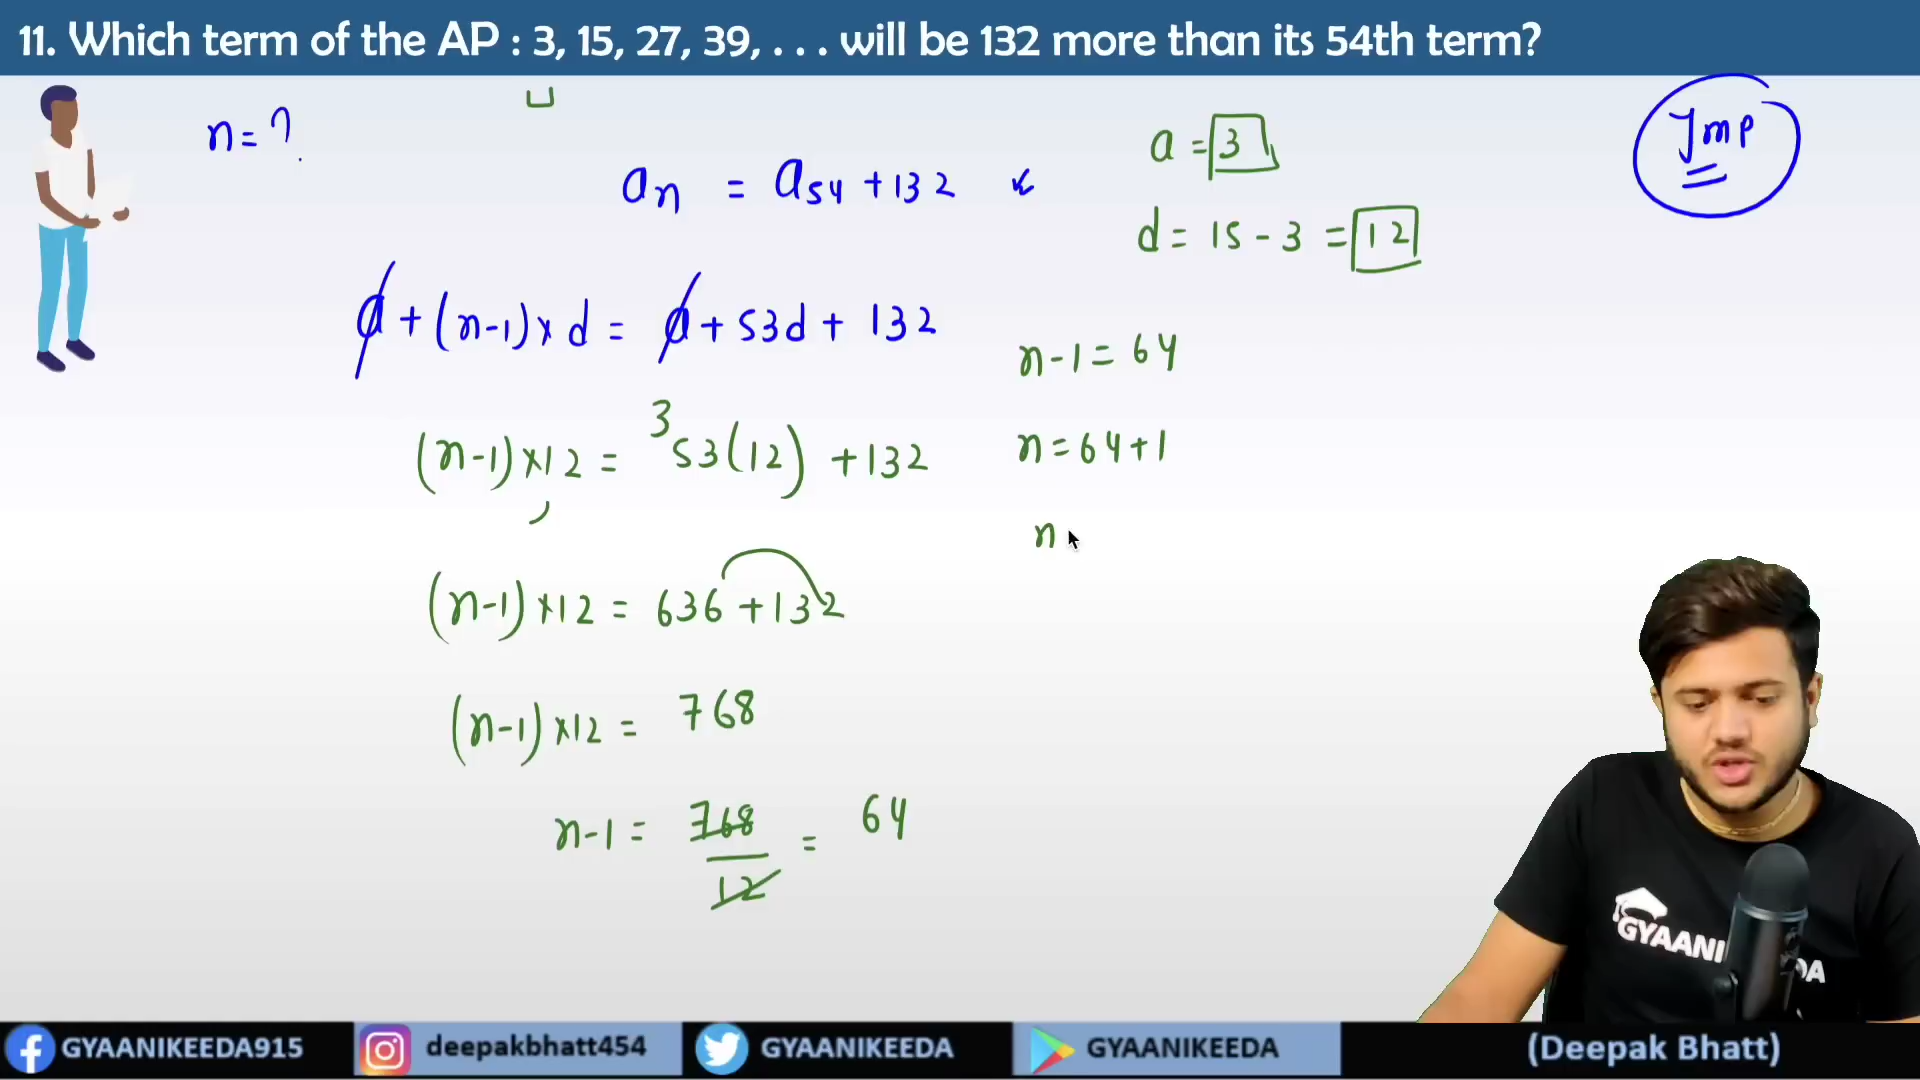 11. Which term of the AP : 3, 15, 27, 39, . . . will be 132 more than its 54th term?
n = ?
an = a54 + 132
a = 3
d = 15 - 3 = 12
Imp
a + (n-1) x d = a + 53d + 132
(n-1) x 12 = 53(12) + 132
3
(n-1) x 12 = 636 + 132
(n-1) x 12 = 768
n-1 = 768/12 = 64
n-1 = 64
n = 64 + 1
n
GYAANIKEEDA
GYAANIKEEDA915
deepakbhatt454
GYAANIKEEDA
GYAANIKEEDA
(Deepak Bhatt)